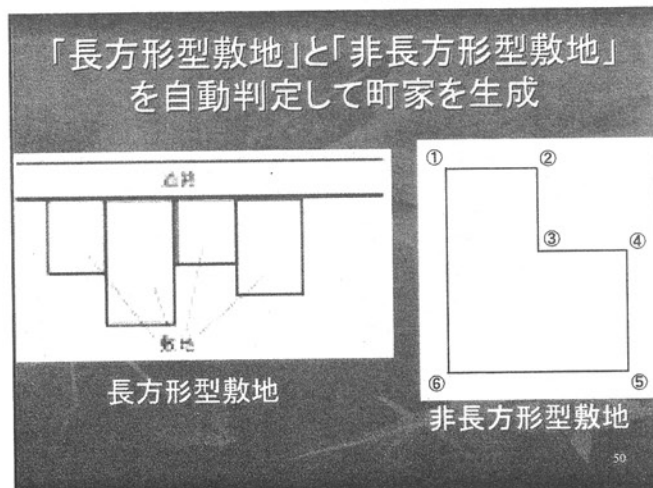 「長方形型敷地」と「非長方形型敷地」
を自動判定して町家を生成
道路
敷地
長方形型敷地
①
②
③
④
⑥
⑤
非長方形型敷地
50